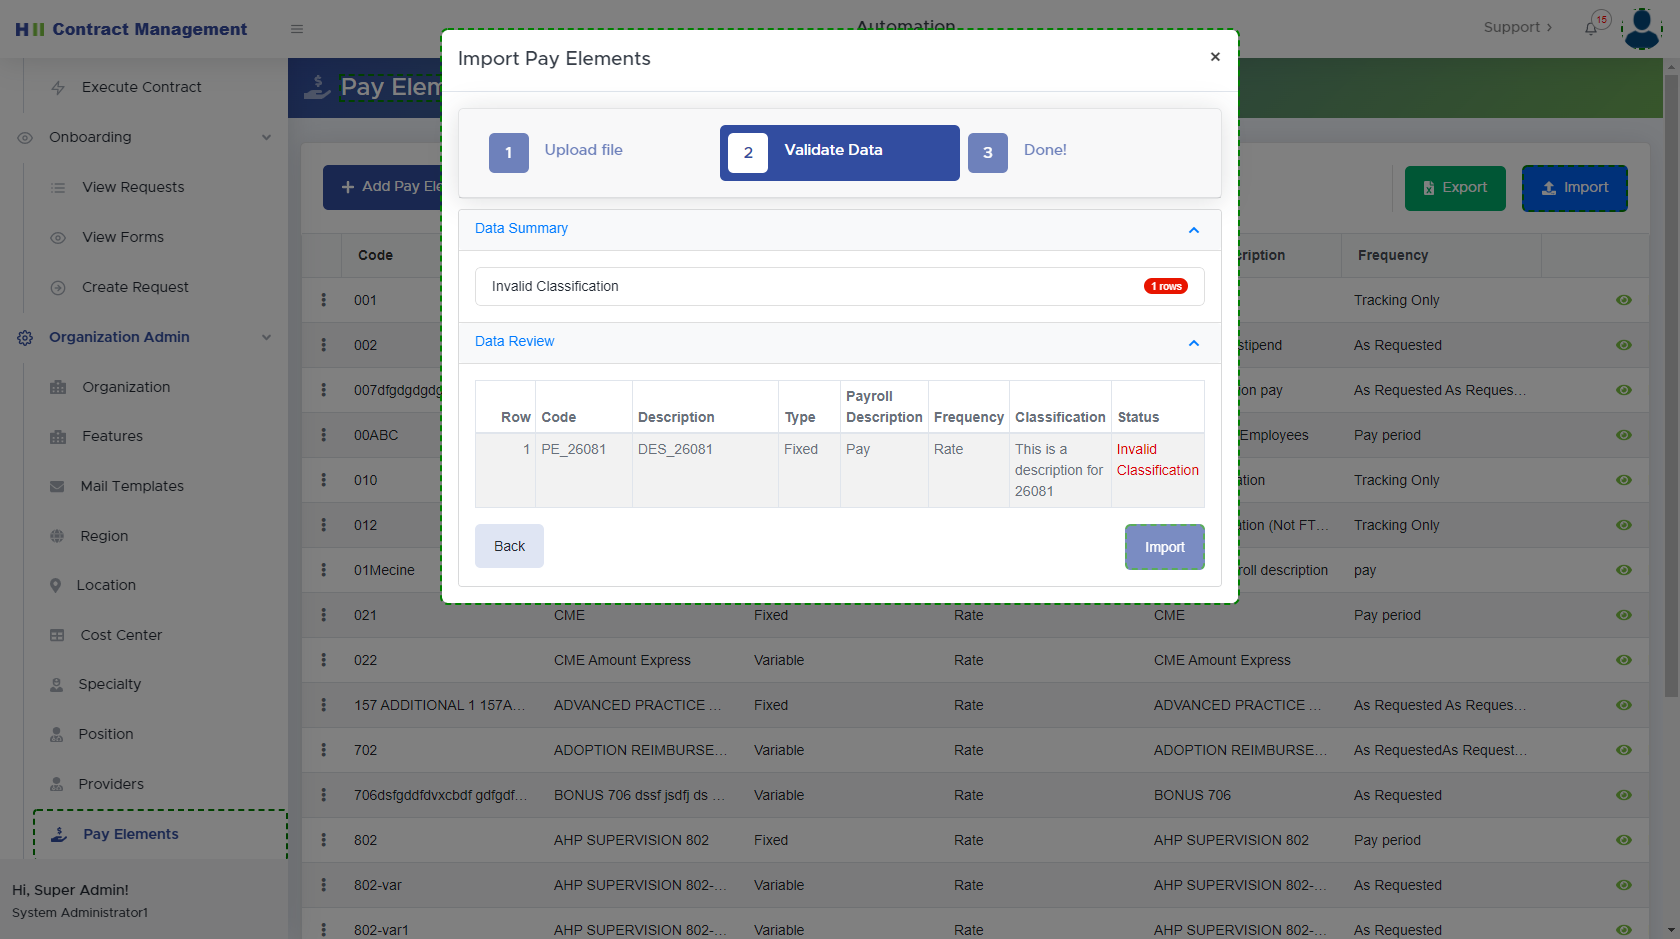 Contract Management
Automation
Support
15
Execute Contract
Onboarding
View Requests
View Forms
Create Request
Organization Admin
Organization
Features
Mail Templates
Region
Location
Cost Center
Specialty
Position
Providers
Pay Elements
Hi, Super Admin!
System Administrator1
Pay Elem
Add Pay Ele
Export
Import
Import Pay Elements
×
1 Upload file
2 Validate Data
3 Done!
Data Summary
Invalid Classification 1 rows
Data Review
Row Code Description Type Payroll Description Frequency Classification Status
1 PE_26081 DES_26081 Fixed Pay Rate This is a description for 26081 Invalid Classification
Back
Import
Code cription Frequency
001 Tracking Only
002 stipend As Requested
007dfgdgdgdg on pay As Requested As Reques...
00ABC Employees Pay period
010 ation Tracking Only
012 ation (Not FT... Tracking Only
01Mecine roll description pay
021 CME Fixed Rate CME Pay period
022 CME Amount Express Variable Rate CME Amount Express
157 ADDITIONAL 1 157A... ADVANCED PRACTICE ... Fixed Rate ADVANCED PRACTICE ... As Requested As Reques...
702 ADOPTION REIMBURSE... Variable Rate ADOPTION REIMBURSE... As RequestedAs Request...
706dsfgddfdvxcbdf gdfgdf... BONUS 706 dssf jsdfj ds ... Variable Rate BONUS 706 As Requested
802 AHP SUPERVISION 802 Fixed Rate AHP SUPERVISION 802 Pay period
802-var AHP SUPERVISION 802-... Variable Rate AHP SUPERVISION 802-... As Requested
802-var1 AHP SUPERVISION 802-... Variable Rate AHP SUPERVISION 802-... As Requested